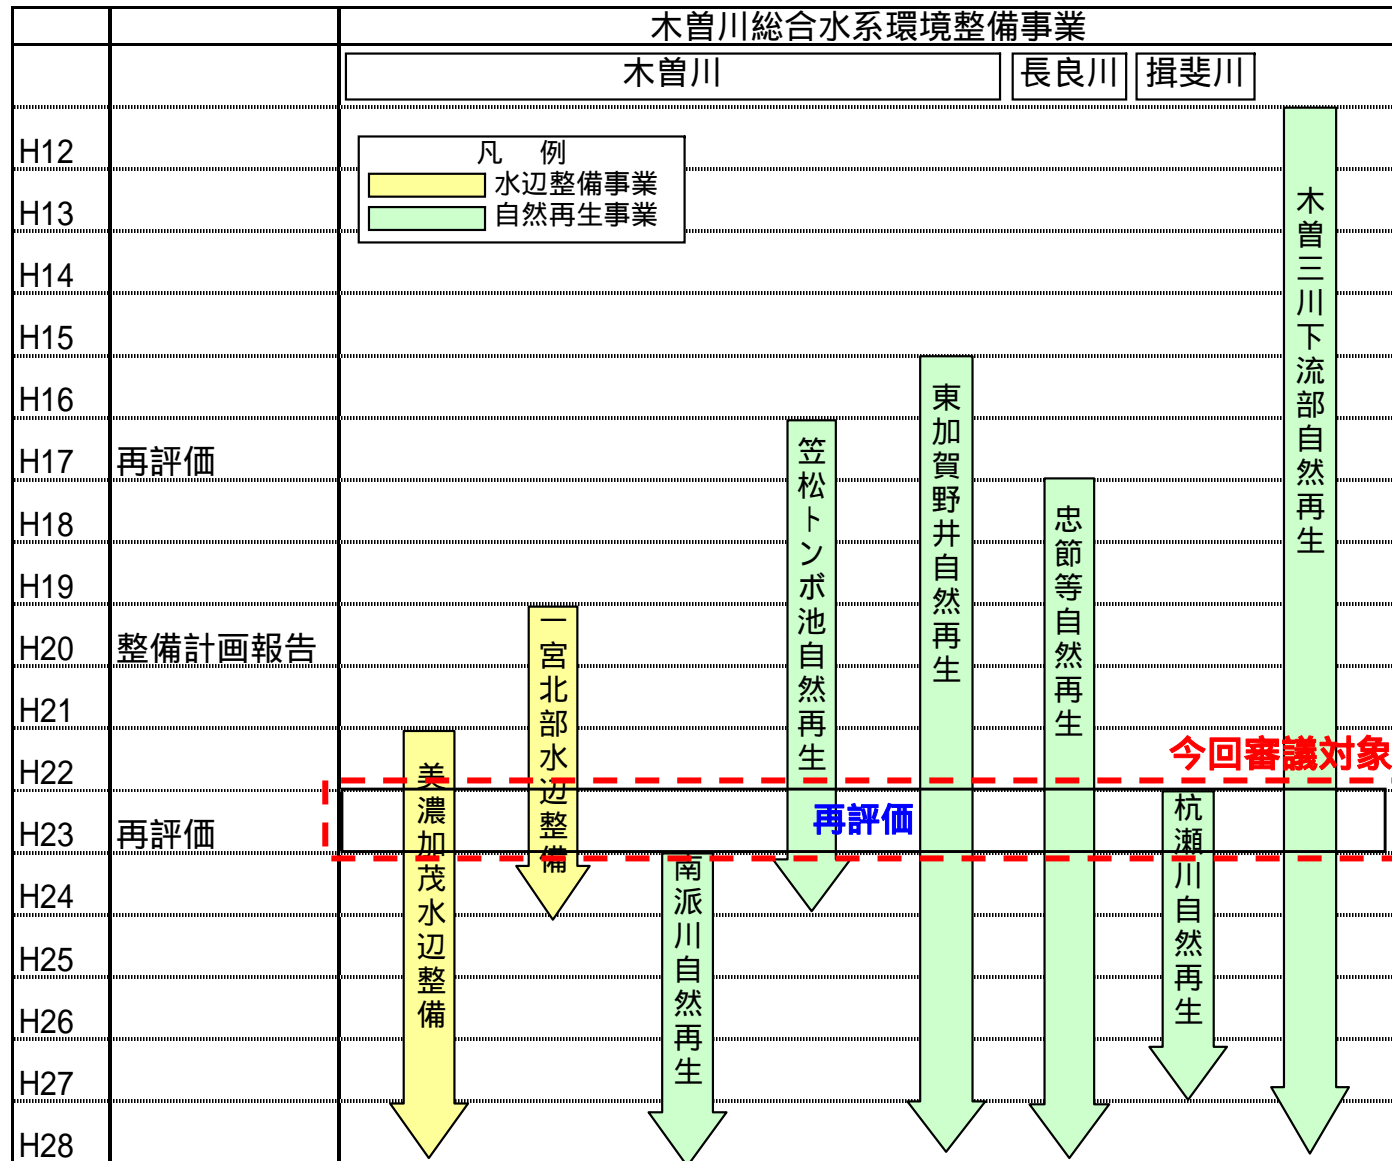 木曽川総合水系環境整備事業
木曽川
長良川
揖斐川
凡 例
水辺整備事業
自然再生事業
H12
H13
H14
H15
H16
H17
再評価
H18
H19
H20
整備計画報告
H21
H22
H23
再評価
H24
H25
H26
H27
H28
美濃加茂水辺整備
一宮北部水辺整備
南派川自然再生
笠松トンボ池自然再生
東加賀野井自然再生
忠節等自然再生
杭瀬川自然再生
木曽三川下流部自然再生
今回審議対象
再評価